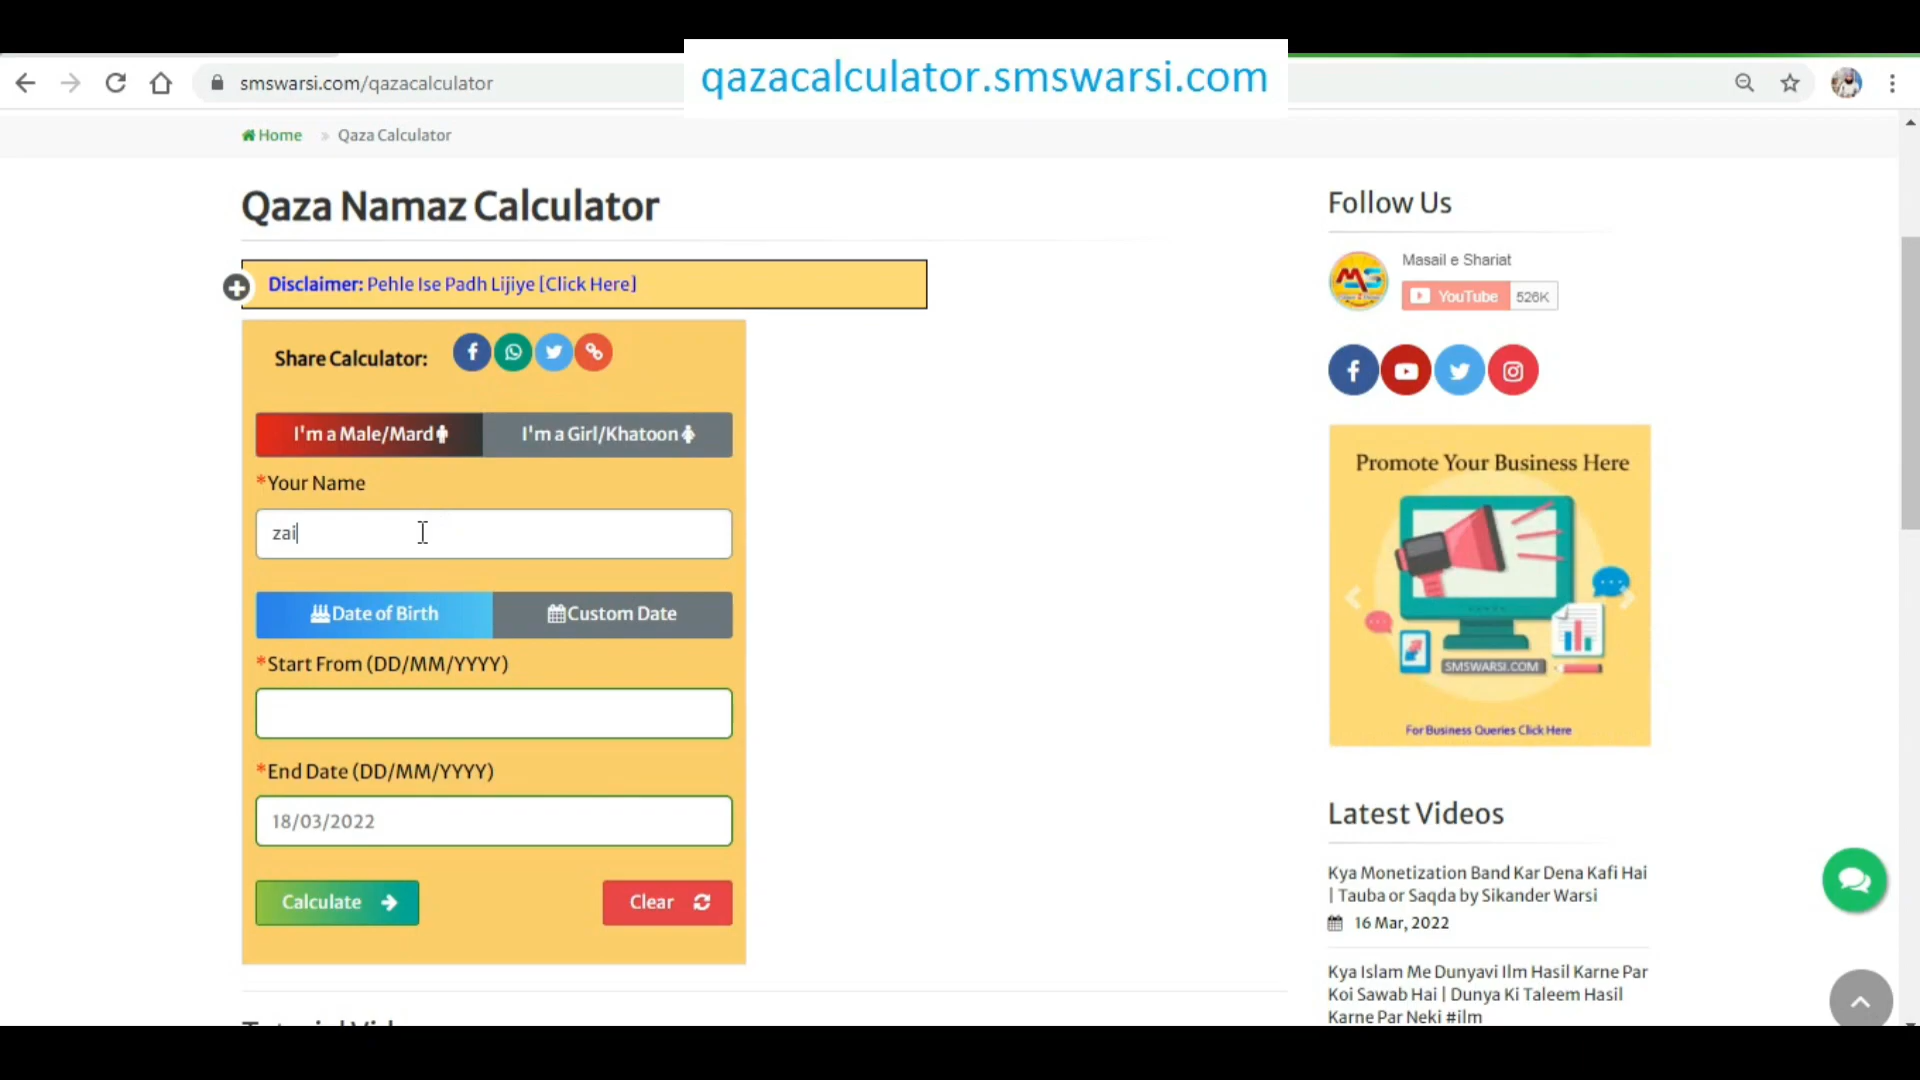 smswarsi.com/qazacalculator
qazacalculator.smswarsi.com
Home » Qaza Calculator
Qaza Namaz Calculator
Disclaimer: Pehle Ise Padh Lijiye [Click Here]
Share Calculator:
I'm a Male/Mard
I'm a Girl/Khatoon
*Your Name
zai
Date of Birth
Custom Date
*Start From (DD/MM/YYYY)
*End Date (DD/MM/YYYY)
18/03/2022
Calculate
Clear
Follow Us
Masail e Shariat
YouTube 526K
Promote Your Business Here
SMSWARSI.COM
For Business Queries Click Here
Latest Videos
Kya Monetization Band Kar Dena Kafi Hai
| Tauba or Saqda by Sikander Warsi
16 Mar, 2022
Kya Islam Me Dunyavi Ilm Hasil Karne Par
Koi Sawab Hai | Dunya Ki Taleem Hasil
Karne Par Neki #ilm